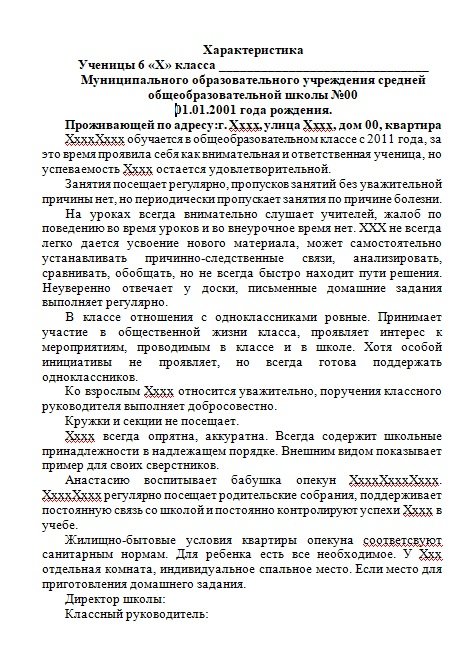 Характеристика
Ученицы 6 «Х» класса ______________________________
Муниципального образовательного учреждения средней
общеобразовательной школы №00
01.01.2001 года рождения.
Проживающей по адресу:г. Хххх, улица Хххх, дом 00, квартира
ХхххХххх обучается в общеобразовательном классе с 2011 года, за
это время проявила себя как внимательная и ответственная ученица, но
успеваемость Хххх остается удовлетворительной.
Занятия посещает регулярно, пропусков занятий без уважительной
причины нет, но периодически пропускает занятия по причине болезни.
На уроках всегда внимательно слушает учителей, жалоб по
поведению во время уроков и во внеурочное время нет. ХХХ не всегда
легко дается усвоение нового материала, может самостоятельно
устанавливать причинно-следственные связи, анализировать,
сравнивать, обобщать, но не всегда быстро находит пути решения.
Неуверенно отвечает у доски, письменные домашние задания
выполняет регулярно.
В классе отношения с одноклассниками ровные. Принимает
участие в общественной жизни класса, проявляет интерес к
мероприятиям, проводимым в классе и в школе. Хотя особой
инициативы не проявляет, но всегда готова поддержать
одноклассников.
Ко взрослым Хххх относится уважительно, поручения классного
руководителя выполняет добросовестно.
Кружки и секции не посещает.
Хххх всегда опрятна, аккуратна. Всегда содержит школьные
принадлежности в надлежащем порядке. Внешним видом показывает
пример для своих сверстников.
Анастасию воспитывает бабушка опекун ХхххХхххХххх.
ХхххХххх регулярно посещает родительские собрания, поддерживает
постоянную связь со школой и постоянно контролируют успехи Хххх в
учебе.
Жилищно-бытовые условия квартиры опекуна соответсвуют
санитарным нормам. Для ребенка есть все необходимое. У Ххх
отдельная комната, индивидуальное спальное место. Если место для
приготовления домашнего задания.
Директор школы:
Классный руководитель: